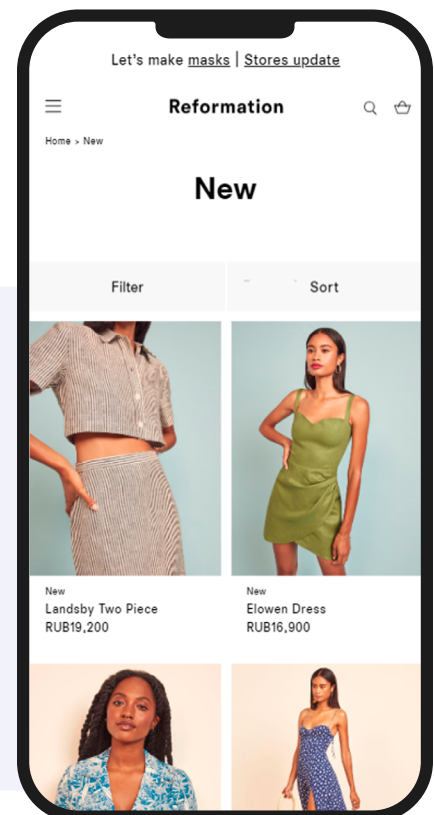 Let's make masks | Stores update
Reformation
Home > New
New
Filter
Sort
New
Landsby Two Piece
RUB19,200
New
Elowen Dress
RUB16,900